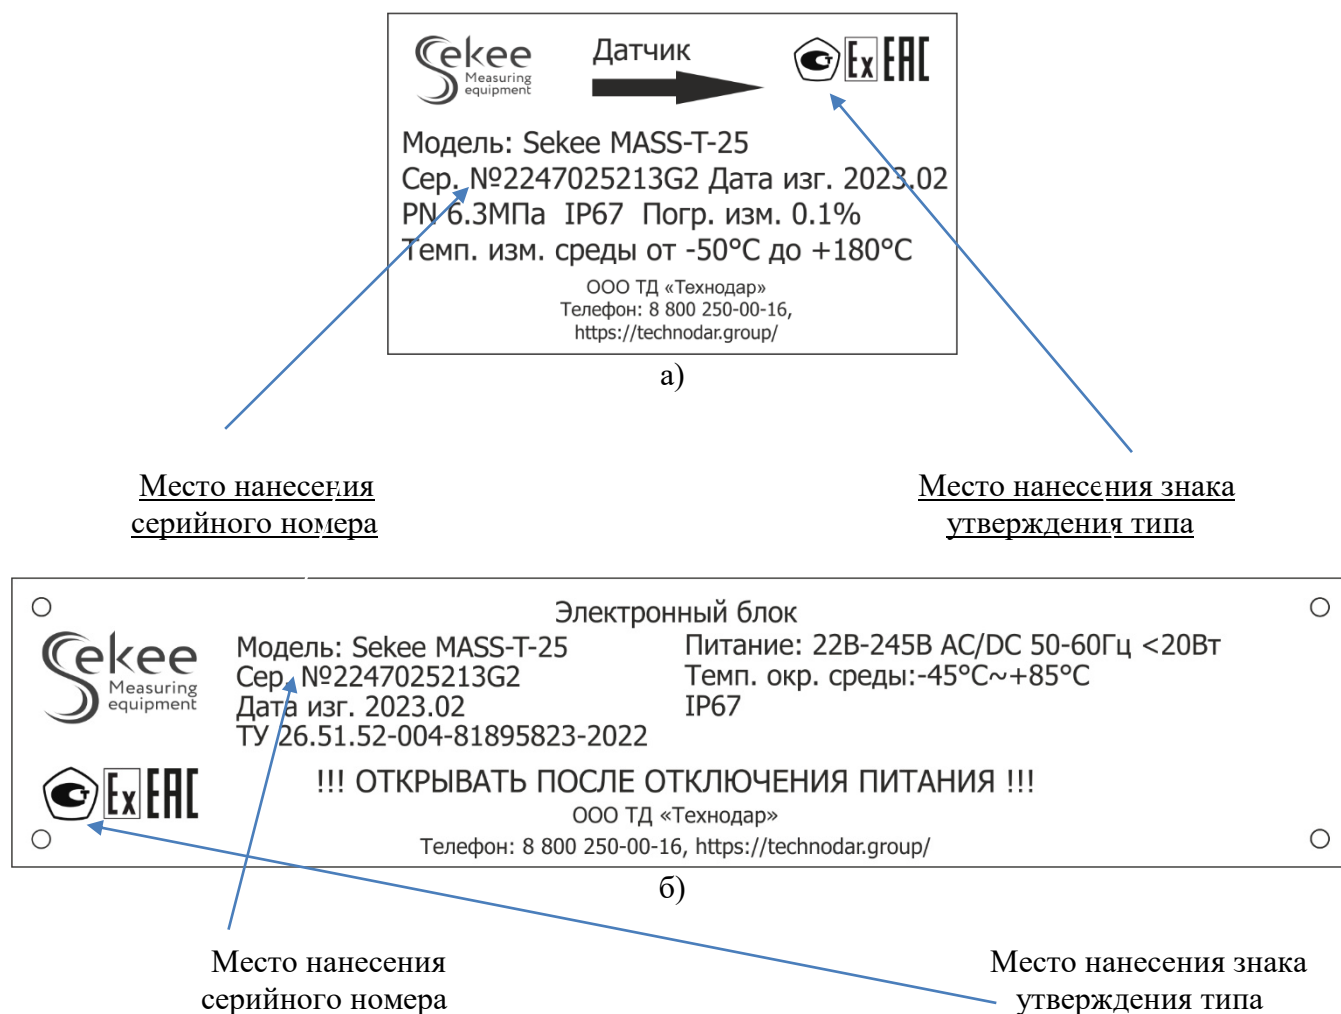 Sekee
Measuring
equipment
Датчик
Ex EAC
Модель: Sekee MASS-T-25
Сер. №2247025213G2 Дата изг. 2023.02
PN 6.3МПа IP67 Погр. изм. 0.1%
Темп. изм. среды от -50°C до +180°C
ООО ТД «Технодар»
Телефон: 8 800 250-00-16,
https://technodar.group/
а)
Место нанесения
серийного номера
Место нанесения знака
утверждения типа
Электронный блок
Sekee
Measuring
equipment
Модель: Sekee MASS-T-25
Сер. №2247025213G2
Дата изг. 2023.02
ТУ 26.51.52-004-81895823-2022
Питание: 22В-245В AC/DC 50-60Гц <20Вт
Темп. окр. среды:-45°C~+85°C
IP67
Ex EAC
!!! ОТКРЫВАТЬ ПОСЛЕ ОТКЛЮЧЕНИЯ ПИТАНИЯ !!!
ООО ТД «Технодар»
Телефон: 8 800 250-00-16, https://technodar.group/
б)
Место нанесения
серийного номера
Место нанесения знака
утверждения типа